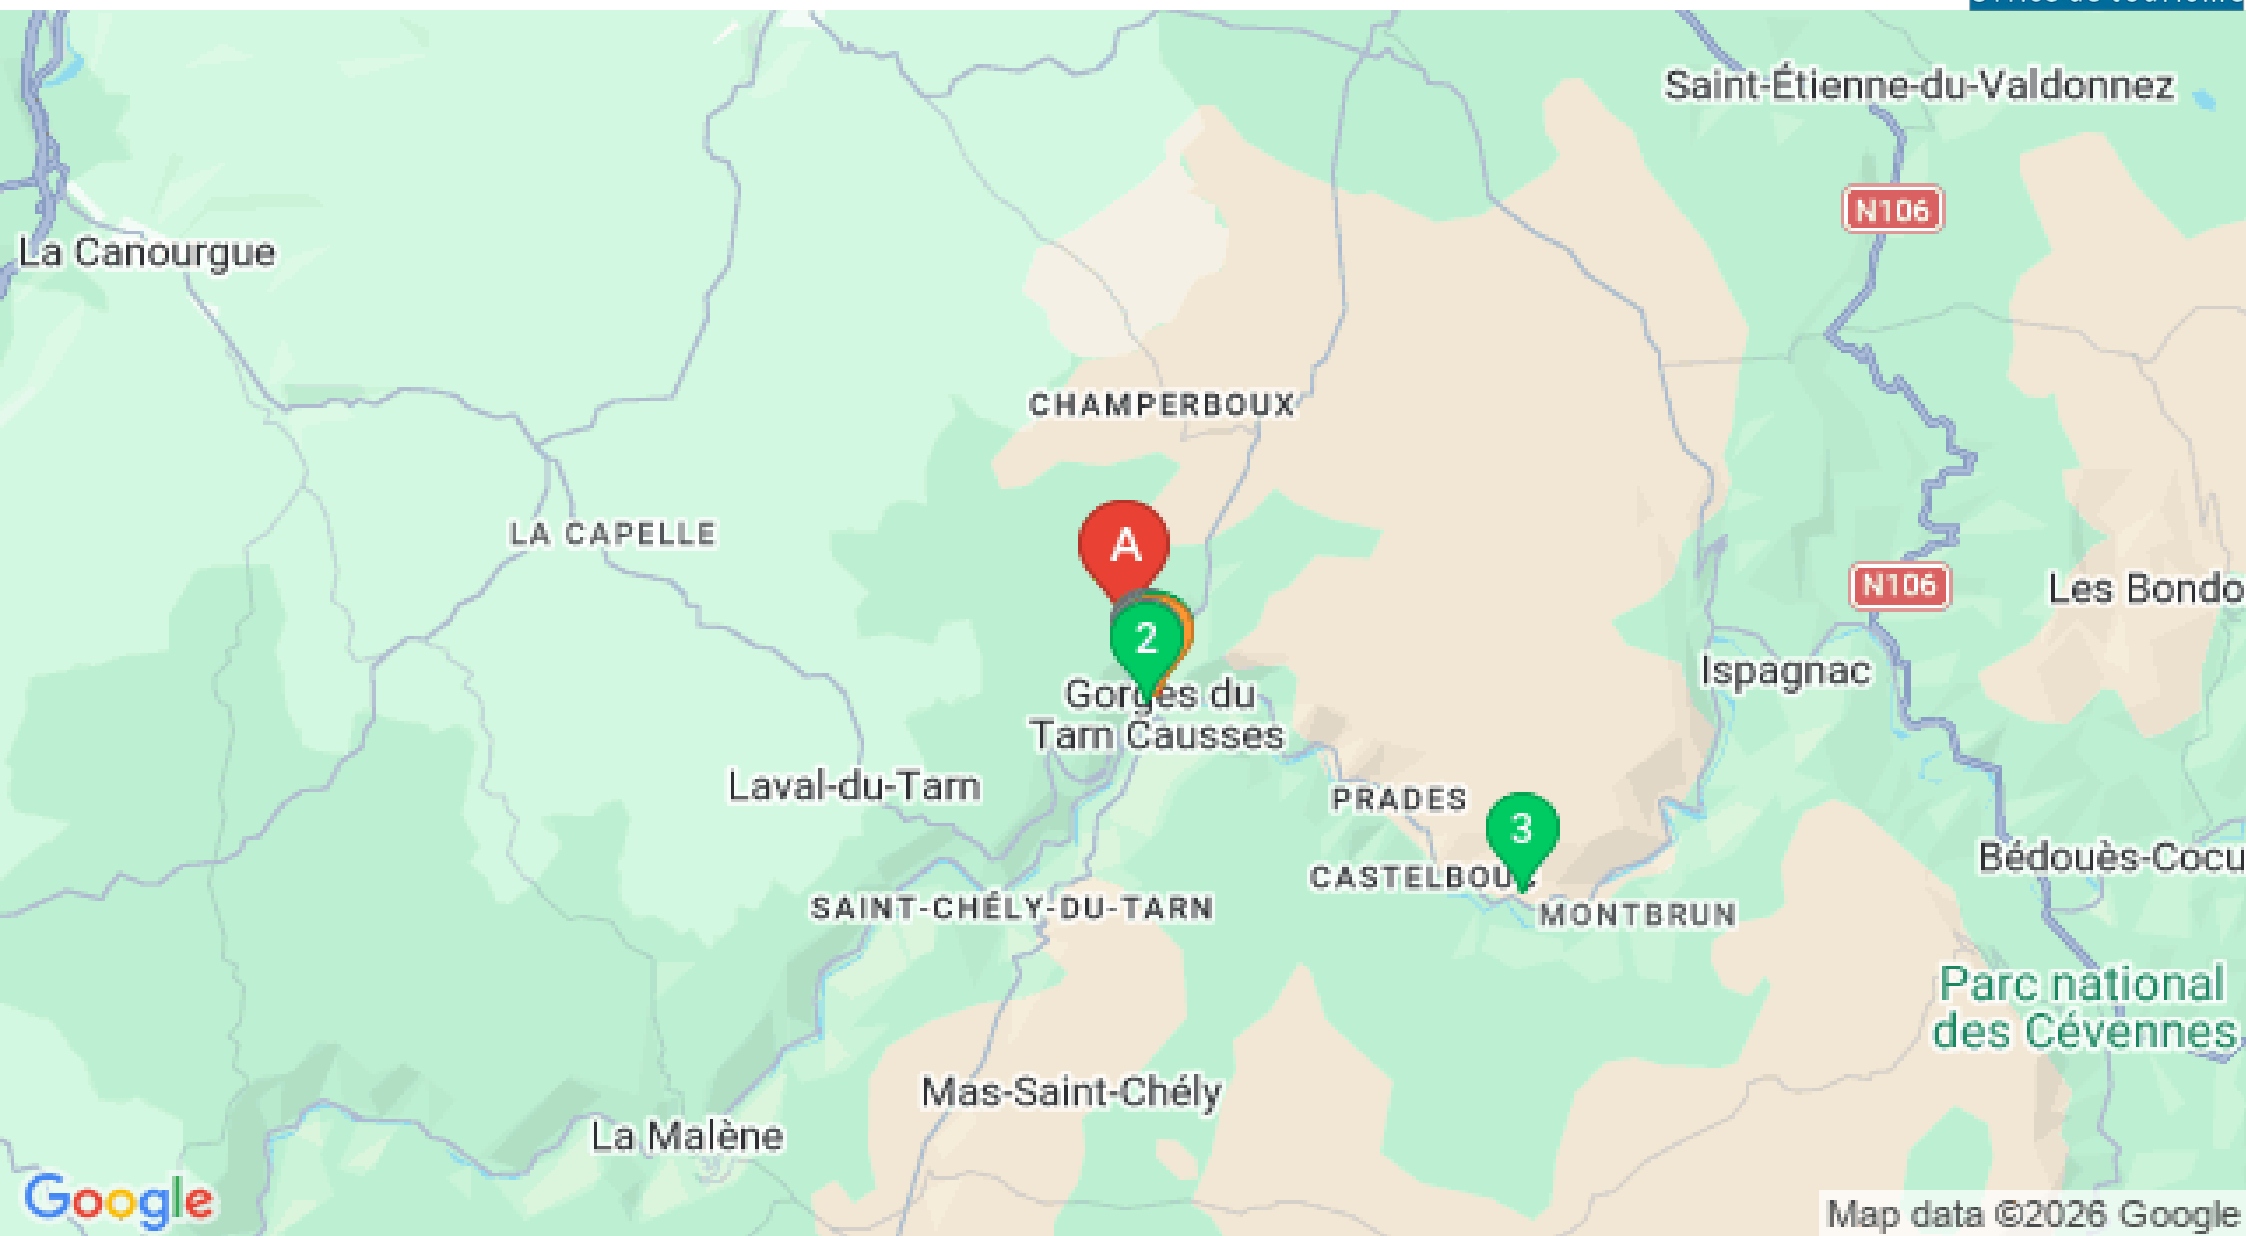 Saint-Étienne-du-Valdonnez
N106
La Canourgue
CHAMPERBOUX
LA CAPELLE
A
N106
Les Bondo
2
Ispagnac
Gorges du
Tarn Causses
Laval-du-Tarn
PRADES
3
Bédouès-Cocu
CASTELBOUC
SAINT-CHÉLY-DU-TARN
MONTBRUN
Parc national
des Cévennes
Mas-Saint-Chély
La Malène
Google
Map data ©2026 Google